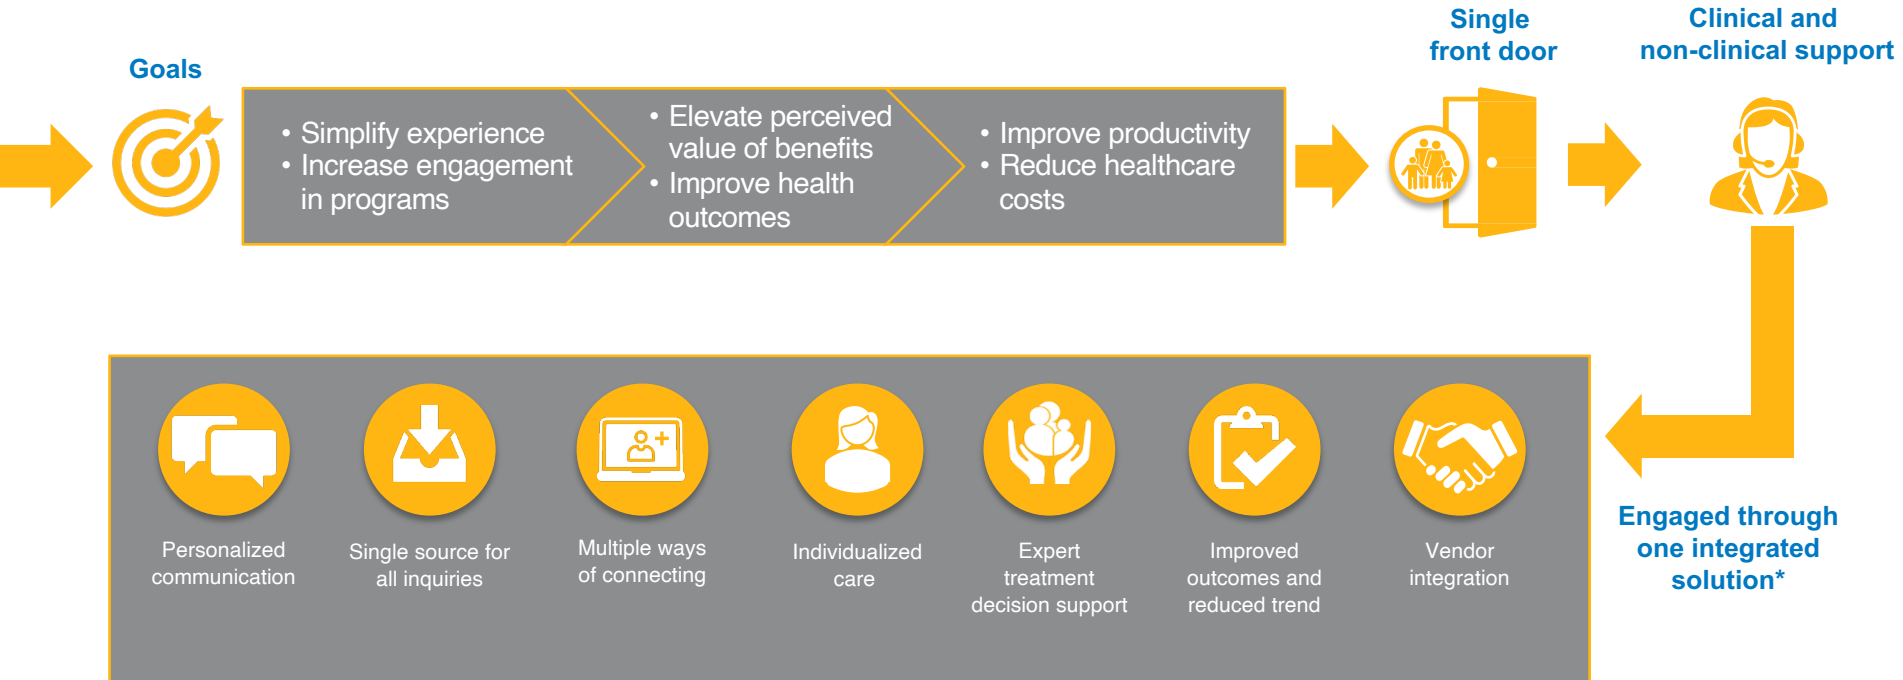 Goals
• Simplify experience
• Increase engagement
in programs
• Elevate perceived
value of benefits
• Improve health
outcomes
• Improve productivity
• Reduce healthcare
costs
Single
front door
Clinical and
non-clinical support
Engaged through
one integrated
solution*
Personalized
communication
Single source for
all inquiries
Multiple ways
of connecting
Individualized
care
Expert
treatment
decision support
Improved
outcomes and
reduced trend
Vendor
integration